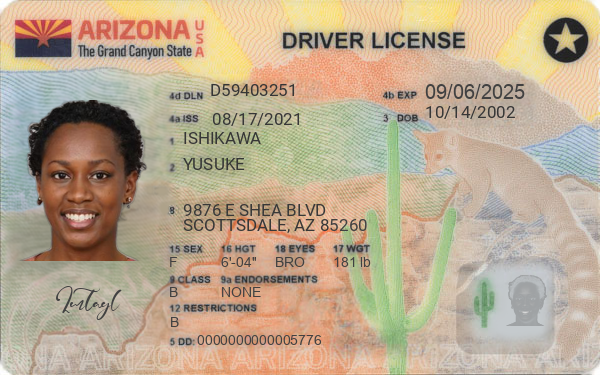 ARIZONA USA
The Grand Canyon State
DRIVER LICENSE
4d DLN D59403251
4b EXP 09/06/2025
4a ISS 08/17/2021
3 DOB 10/14/2002
1 ISHIKAWA
2 YUSUKE
8 9876 E SHEA BLVD
SCOTTSDALE, AZ 85260
15 SEX 16 HGT 18 EYES 17 WGT
F 6'-04" BRO 181 lb
9 CLASS 9a ENDORSEMENTS
B NONE
12 RESTRICTIONS
B
5 DD: 0000000000005776
ARIZONA ARIZONA ARIZONA ARIZONA